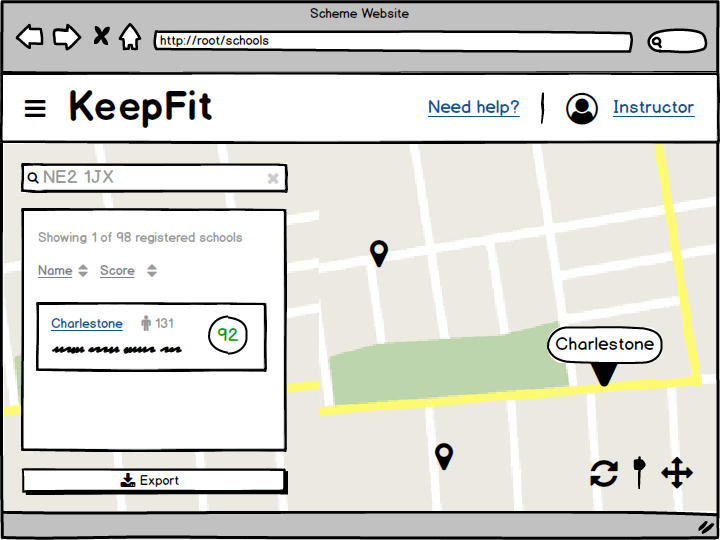 Scheme Website
http://root/schools
KeepFit
Need help?
Instructor
NE2 1JX
Showing 1 of 98 registered schools
Name
Score
Charlestone
131
92
Charlestone
Export